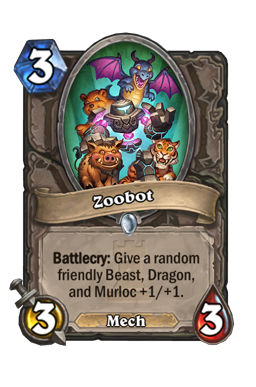 3
Zoobot
Battlecry: Give a random
friendly Beast, Dragon,
and Murloc +1/+1.
3 Mech 3